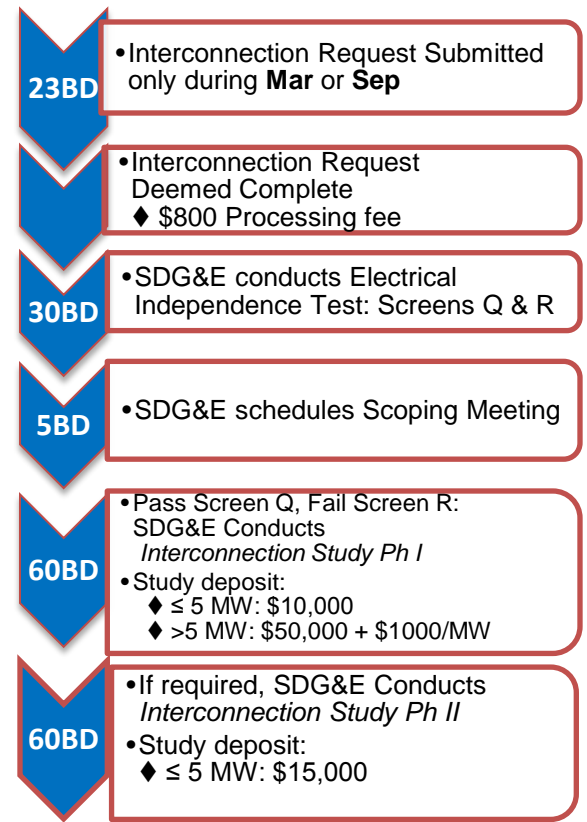 23BD
•Interconnection Request Submitted
only during Mar or Sep
•Interconnection Request
Deemed Complete
♦ $800 Processing fee
30BD
•SDG&E conducts Electrical
Independence Test: Screens Q & R
5BD
•SDG&E schedules Scoping Meeting
60BD
•Pass Screen Q, Fail Screen R:
SDG&E Conducts
Interconnection Study Ph I
•Study deposit:
♦ ≤ 5 MW: $10,000
♦ >5 MW: $50,000 + $1000/MW
60BD
•If required, SDG&E Conducts
Interconnection Study Ph II
•Study deposit:
♦ ≤ 5 MW: $15,000